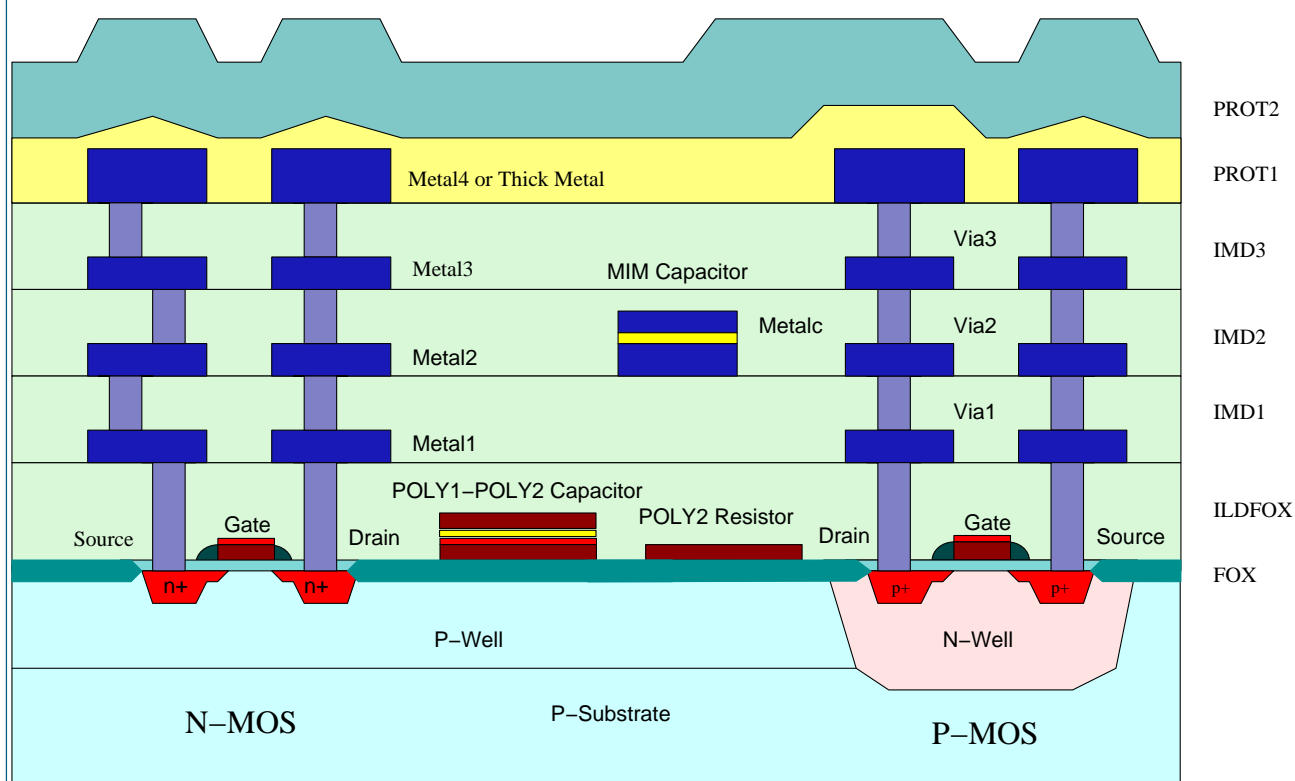 PROT2
Metal4 or Thick Metal
PROT1
Via3
IMD3
Metal3
MIM Capacitor
Metalc
Via2
IMD2
Metal2
Via1
IMD1
Metal1
POLY1−POLY2 Capacitor
ILDFOX
POLY2 Resistor
Gate
Gate
Source
Drain
Drain
Source
FOX
n+
n+
p+
p+
P−Well
N−Well
P−Substrate
N−MOS
P−MOS